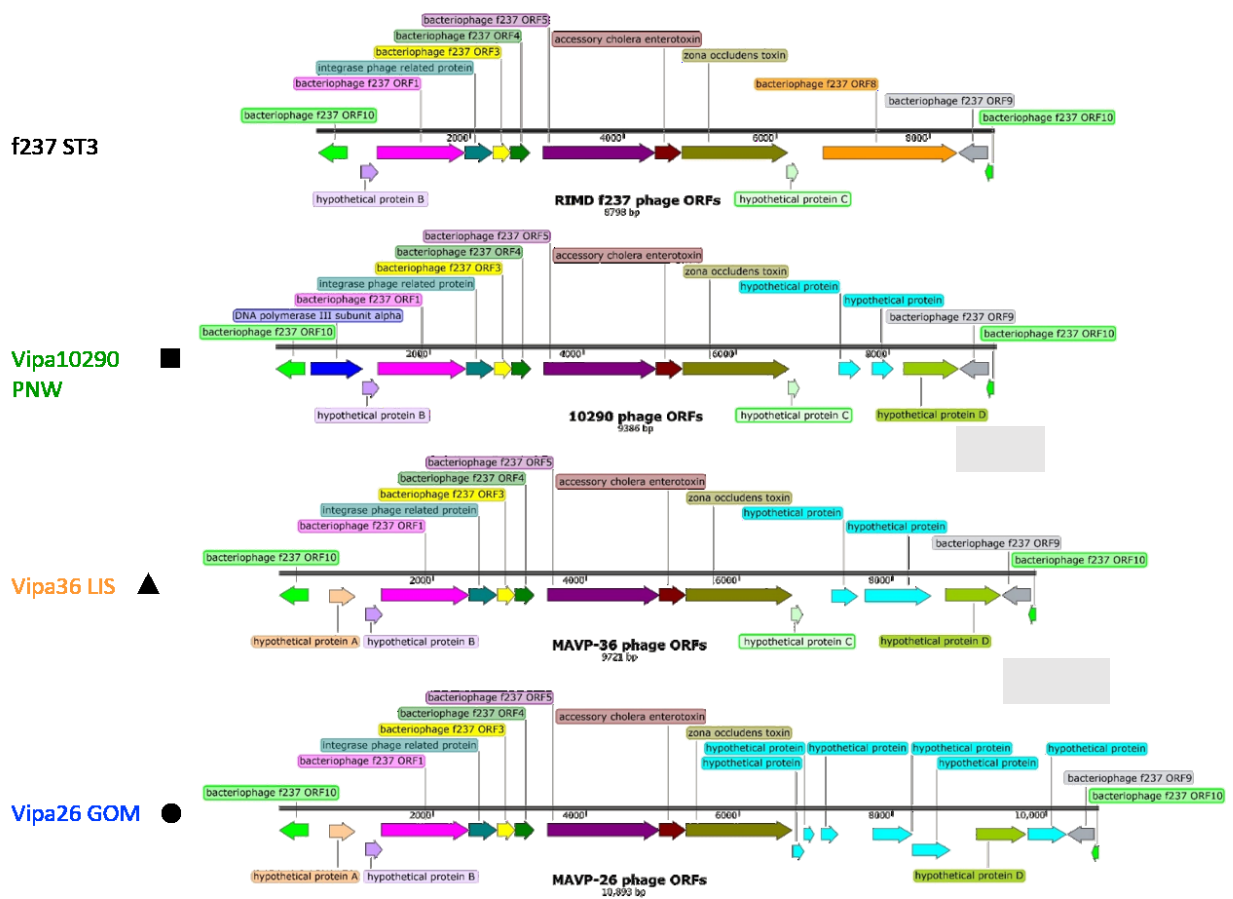 bacteriophage f237 ORF5
bacteriophage f237 ORF4
accessory cholera enterotoxin
bacteriophage f237 ORF3
zona occludens toxin
integrase phage related protein
bacteriophage f237 ORF1
bacteriophage f237 ORF8
bacteriophage f237 ORF9
bacteriophage f237 ORF10
bacteriophage f237 ORF10
2000
4000
6000
8000
f237 ST3
hypothetical protein B
RIMD f237 phage ORFs
8798 bp
hypothetical protein C
bacteriophage f237 ORF5
bacteriophage f237 ORF4
accessory cholera enterotoxin
bacteriophage f237 ORF3
zona occludens toxin
integrase phage related protein
hypothetical protein
bacteriophage f237 ORF1
hypothetical protein
DNA polymerase III subunit alpha
bacteriophage f237 ORF9
bacteriophage f237 ORF10
bacteriophage f237 ORF10
2000
4000
6000
8000
Vipa10290
PNW
hypothetical protein B
10290 phage ORFs
9386 bp
hypothetical protein C
hypothetical protein D
bacteriophage f237 ORF5
bacteriophage f237 ORF4
accessory cholera enterotoxin
bacteriophage f237 ORF3
zona occludens toxin
integrase phage related protein
hypothetical protein
bacteriophage f237 ORF1
hypothetical protein
bacteriophage f237 ORF9
bacteriophage f237 ORF10
bacteriophage f237 ORF10
2000
4000
6000
8000
Vipa36 LIS
hypothetical protein A
hypothetical protein B
MAVP-36 phage ORFs
9721 bp
hypothetical protein C
hypothetical protein D
bacteriophage f237 ORF5
bacteriophage f237 ORF4
accessory cholera enterotoxin
bacteriophage f237 ORF3
zona occludens toxin
integrase phage related protein
hypothetical protein
hypothetical protein
hypothetical protein
hypothetical protein
bacteriophage f237 ORF1
hypothetical protein
hypothetical protein
bacteriophage f237 ORF9
bacteriophage f237 ORF10
bacteriophage f237 ORF10
2000
4000
6000
8000
10,000
Vipa26 GOM
hypothetical protein A
hypothetical protein B
MAVP-26 phage ORFs
10,893 bp
hypothetical protein D